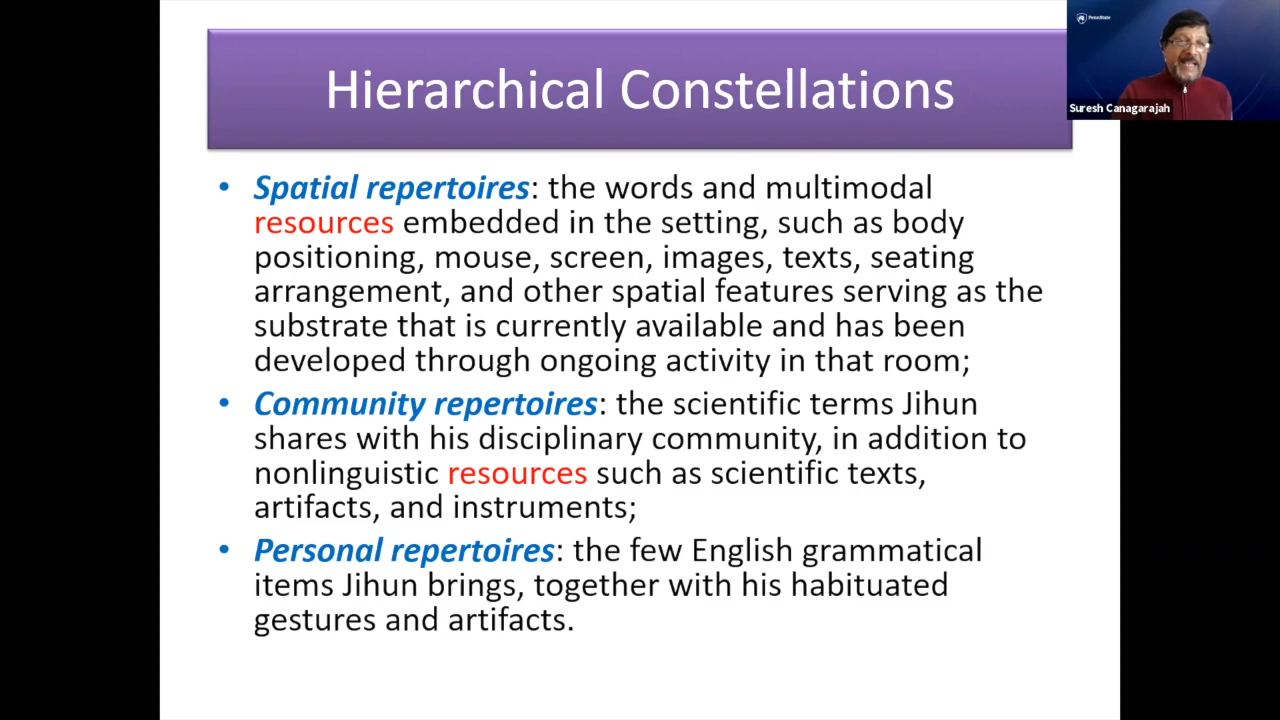 PennState
Suresh Canagarajah
Hierarchical Constellations
• Spatial repertoires: the words and multimodal
resources embedded in the setting, such as body
positioning, mouse, screen, images, texts, seating
arrangement, and other spatial features serving as the
substrate that is currently available and has been
developed through ongoing activity in that room;
• Community repertoires: the scientific terms Jihun
shares with his disciplinary community, in addition to
nonlinguistic resources such as scientific texts,
artifacts, and instruments;
• Personal repertoires: the few English grammatical
items Jihun brings, together with his habituated
gestures and artifacts.